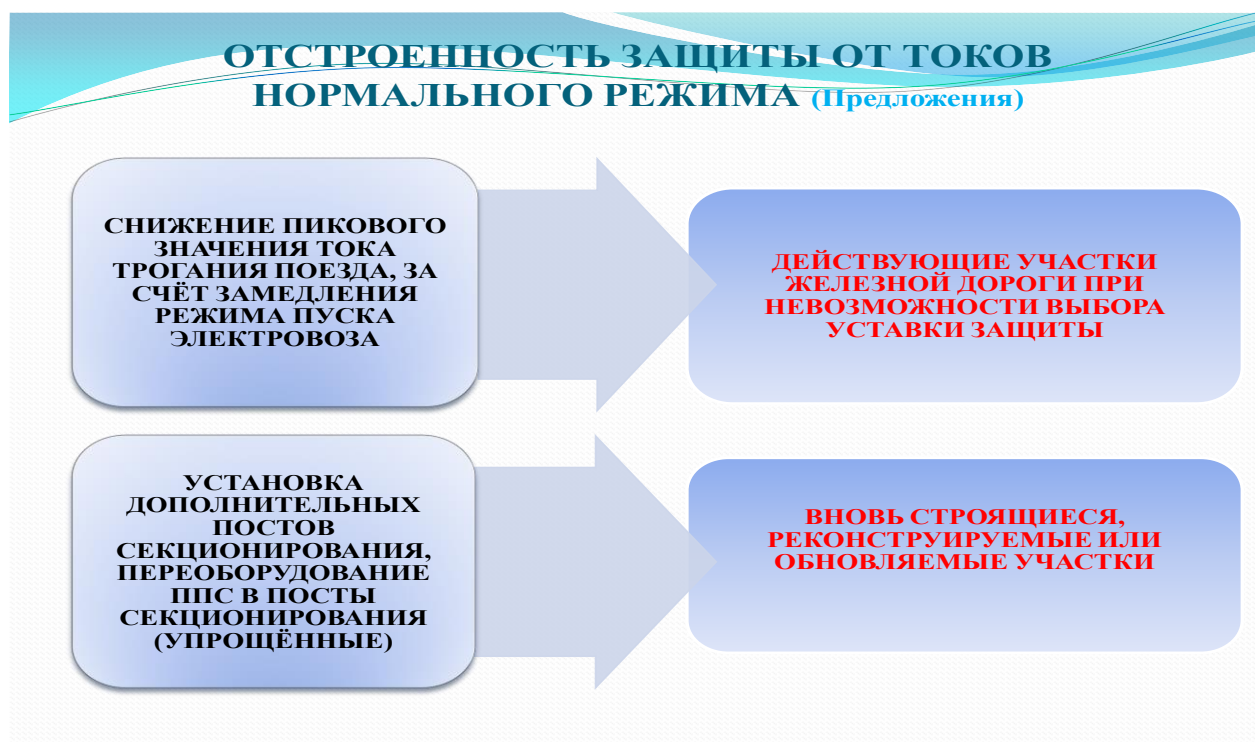 ОТСТРОЕННОСТЬ ЗАЩИТЫ ОТ ТОКОВ
НОРМАЛЬНОГО РЕЖИМА (Предложения)
СНИЖЕНИЕ ПИКОВОГО
ЗНАЧЕНИЯ ТОКА
ТРОГАНИЯ ПОЕЗДА, ЗА
СЧЁТ ЗАМЕДЛЕНИЯ
РЕЖИМА ПУСКА
ЭЛЕКТРОВОЗА
ДЕЙСТВУЮЩИЕ УЧАСТКИ
ЖЕЛЕЗНОЙ ДОРОГИ ПРИ
НЕВОЗМОЖНОСТИ ВЫБОРА
УСТАВКИ ЗАЩИТЫ
УСТАНОВКА
ДОПОЛНИТЕЛЬНЫХ
ПОСТОВ
СЕКЦИОНИРОВАНИЯ,
ПЕРЕОБОРУДОВАНИЕ
ППС В ПОСТЫ
СЕКЦИОНИРОВАНИЯ
(УПРОЩЁННЫЕ)
ВНОВЬ СТРОЯЩИЕСЯ,
РЕКОНСТРУИРУЕМЫЕ ИЛИ
ОБНОВЛЯЕМЫЕ УЧАСТКИ